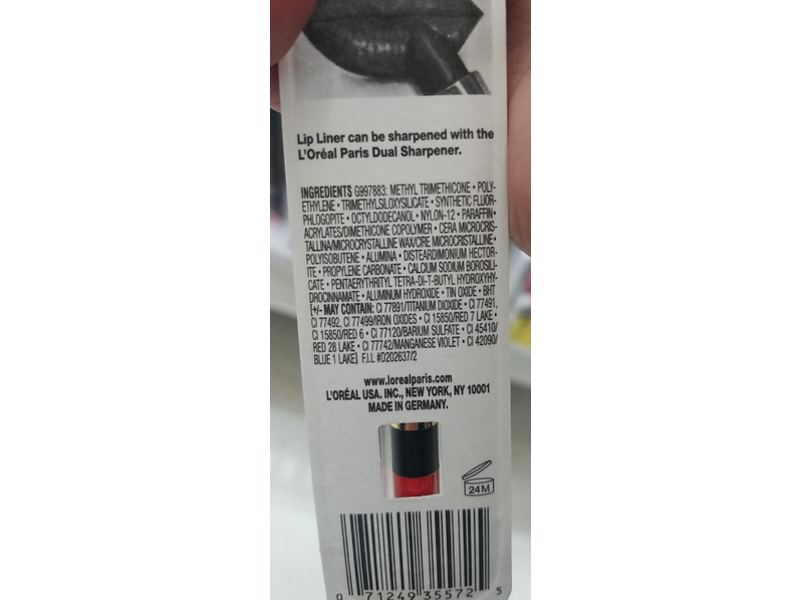 Lip Liner can be sharpened with the
L'Oréal Paris Dual Sharpener.
INGREDIENTS G997883: METHYL TRIMETHICONE • POLY-
ETHYLENE • TRIMETHYLSILOXYSILICATE • SYNTHETIC FLUOR-
PHLOGOPITE • OCTYLDODECANOL • NYLON-12 • PARAFFIN •
ACRYLATES/DIMETHICONE COPOLYMER • CERA MICROCRIS-
TALLINA/MICROCRYSTALLINE WAX/CIRE MICROCRISTALLINE •
POLYISOBUTENE • ALUMINA • DISTEARDIMONIUM HECTOR-
ITE • PROPYLENE CARBONATE • CALCIUM SODIUM BOROSILI-
CATE • PENTAERYTHRITYL TETRA-DI-T-BUTYL HYDROXYHY-
DROCINNAMATE • ALUMINUM HYDROXIDE • TIN OXIDE • BHT
[+/- MAY CONTAIN: CI 77891/TITANIUM DIOXIDE • CI 77491,
CI 77492, CI 77499/IRON OXIDES • CI 15850/RED 7 LAKE •
CI 15850/RED 6 • CI 77120/BARIUM SULFATE • CI 45410/
RED 28 LAKE • CI 77742/MANGANESE VIOLET • CI 42090/
BLUE 1 LAKE] F.I.L #D202637/2
www.lorealparis.com
L'ORÉAL USA. INC., NEW YORK, NY 10001
MADE IN GERMANY.
24M
0 71249 35572 5